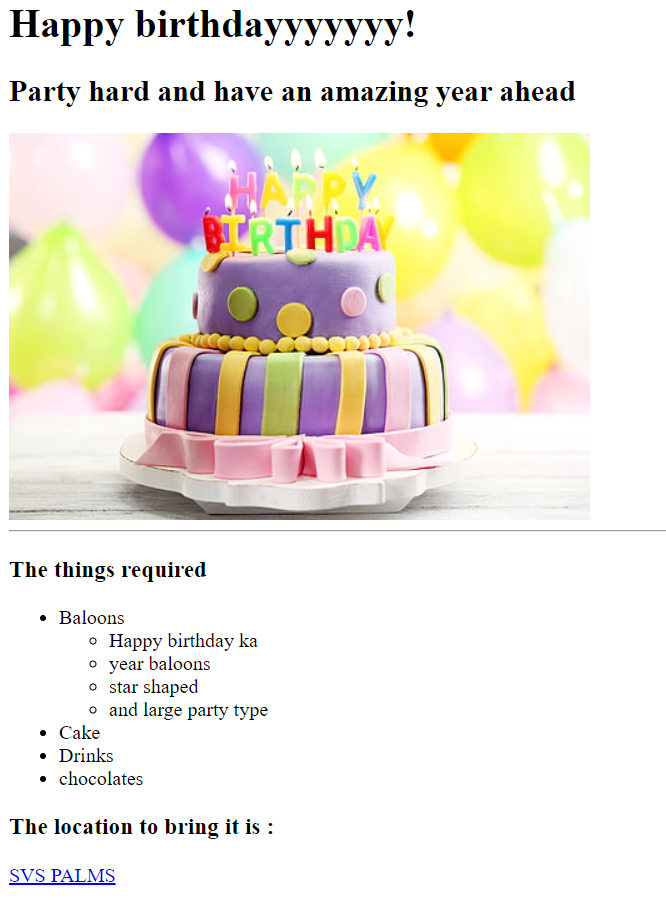 Happy birthdayyyyyyy!
Party hard and have an amazing year ahead
HAPPY
BIRTHDAY
The things required
Baloons
Happy birthday ka
year baloons
star shaped
and large party type
Cake
Drinks
chocolates
The location to bring it is :
SVS PALMS